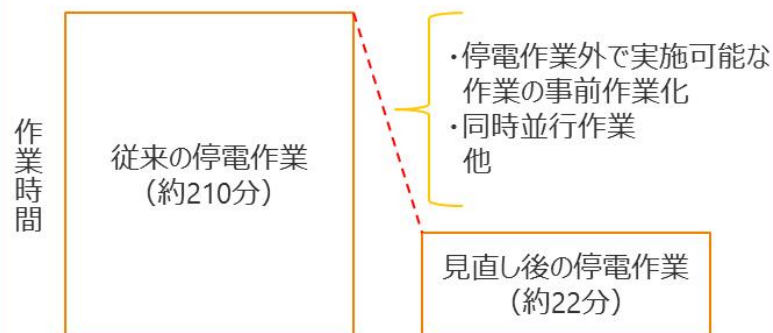 作業時間
従来の停電作業
（約210分）
・停電作業外で実施可能な
作業の事前作業化
・同時並行作業
他
見直し後の停電作業
（約22分）